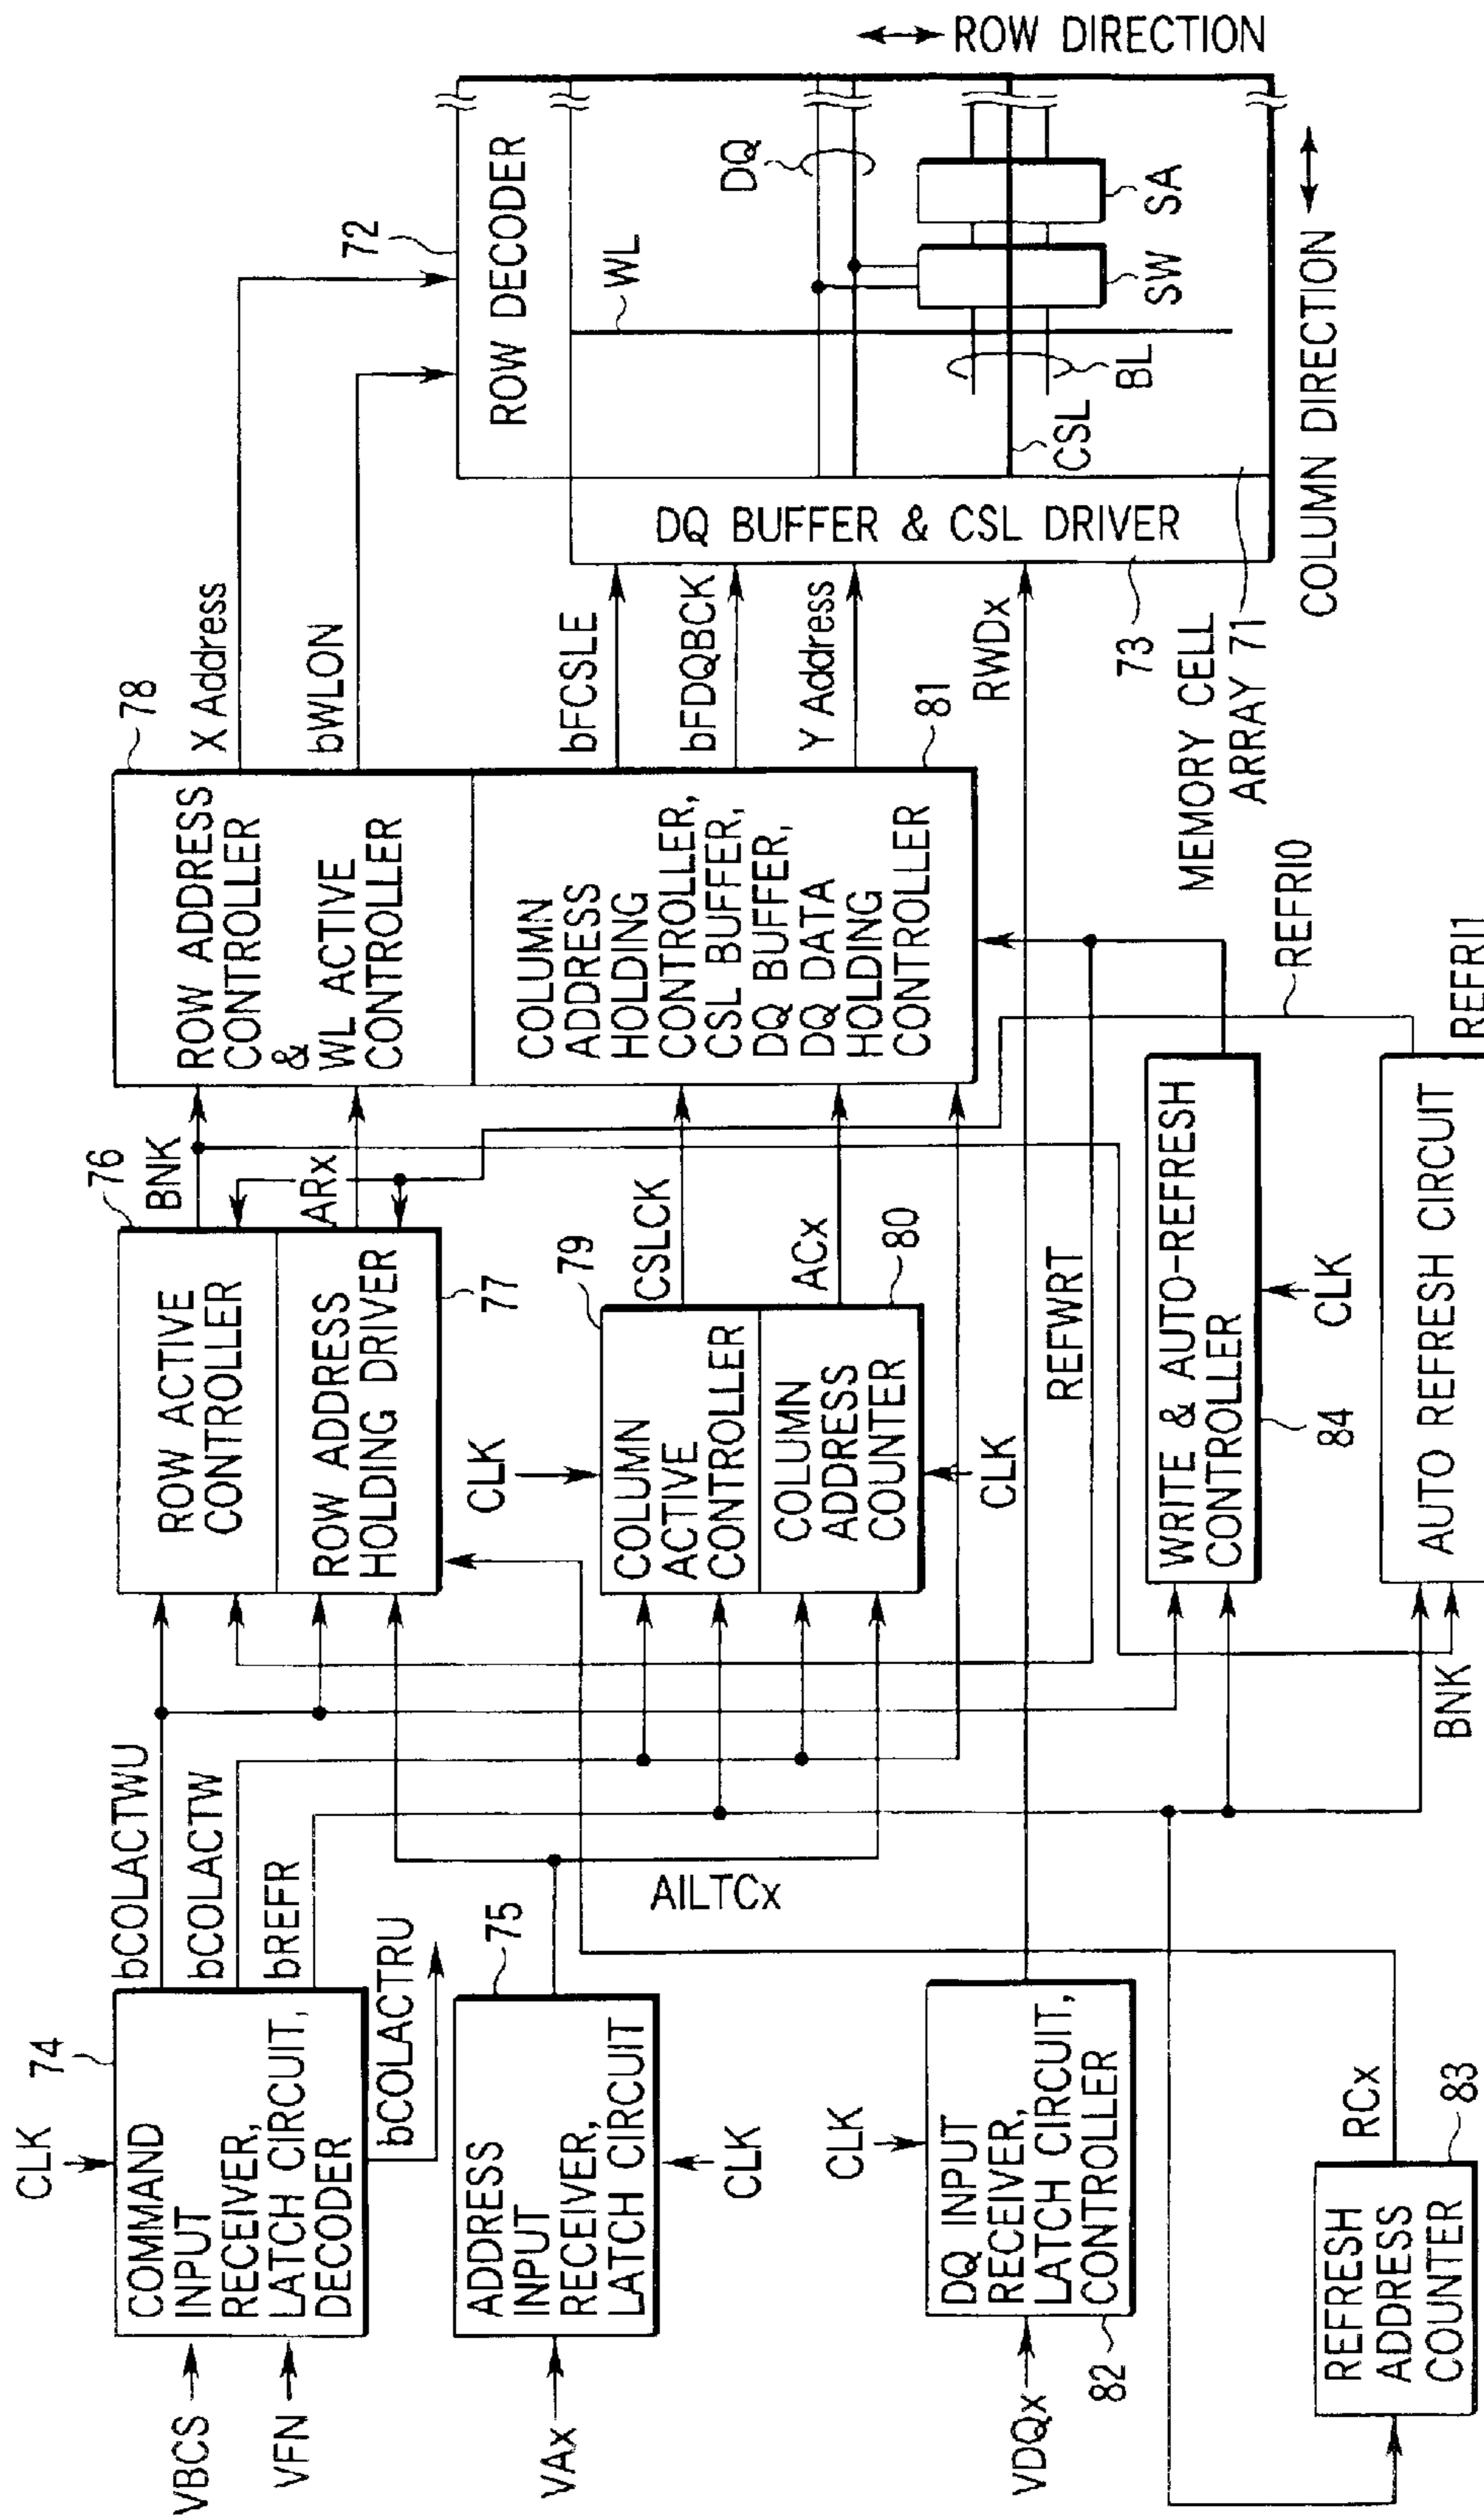 CLK
74
VBCS
VFN
COMMAND
INPUT
RECEIVER,
LATCH CIRCUIT,
DECODER
bCOLACTWU
bCOLACTW
bREFR
bCOLACTRU
VAx
ADDRESS
INPUT
RECEIVER,
LATCH CIRCUIT
75
CLK
AILTCx
VDQx
CLK
DQ INPUT
RECEIVER,
LATCH CIRCUIT,
CONTROLLER
82
REFRESH
ADDRESS
COUNTER
RCx
83
76
BNK
ROW ACTIVE
CONTROLLER
ARx
ROW ADDRESS
HOLDING DRIVER
77
CLK
79
COLUMN
ACTIVE
CONTROLLER
CSLCK
COLUMN
ADDRESS
COUNTER
ACx
80
CLK
REFWRT
WRITE & AUTO-REFRESH
CONTROLLER
84
CLK
BNK
AUTO REFRESH CIRCUIT
REFRI0
REFRI1
78
ROW ADDRESS
CONTROLLER
&
WL ACTIVE
CONTROLLER
COLUMN
ADDRESS
HOLDING
CONTROLLER,
CSL BUFFER,
DQ BUFFER,
DQ DATA
HOLDING
CONTROLLER
81
X Address
bWLON
bFCSLE
bFDQBCK
Y Address
RWDx
72
ROW DECODER
DQ BUFFER & CSL DRIVER
73
MEMORY CELL
ARRAY 71
WL
DQ
CSL
BL
SW
SA
ROW DIRECTION
COLUMN DIRECTION